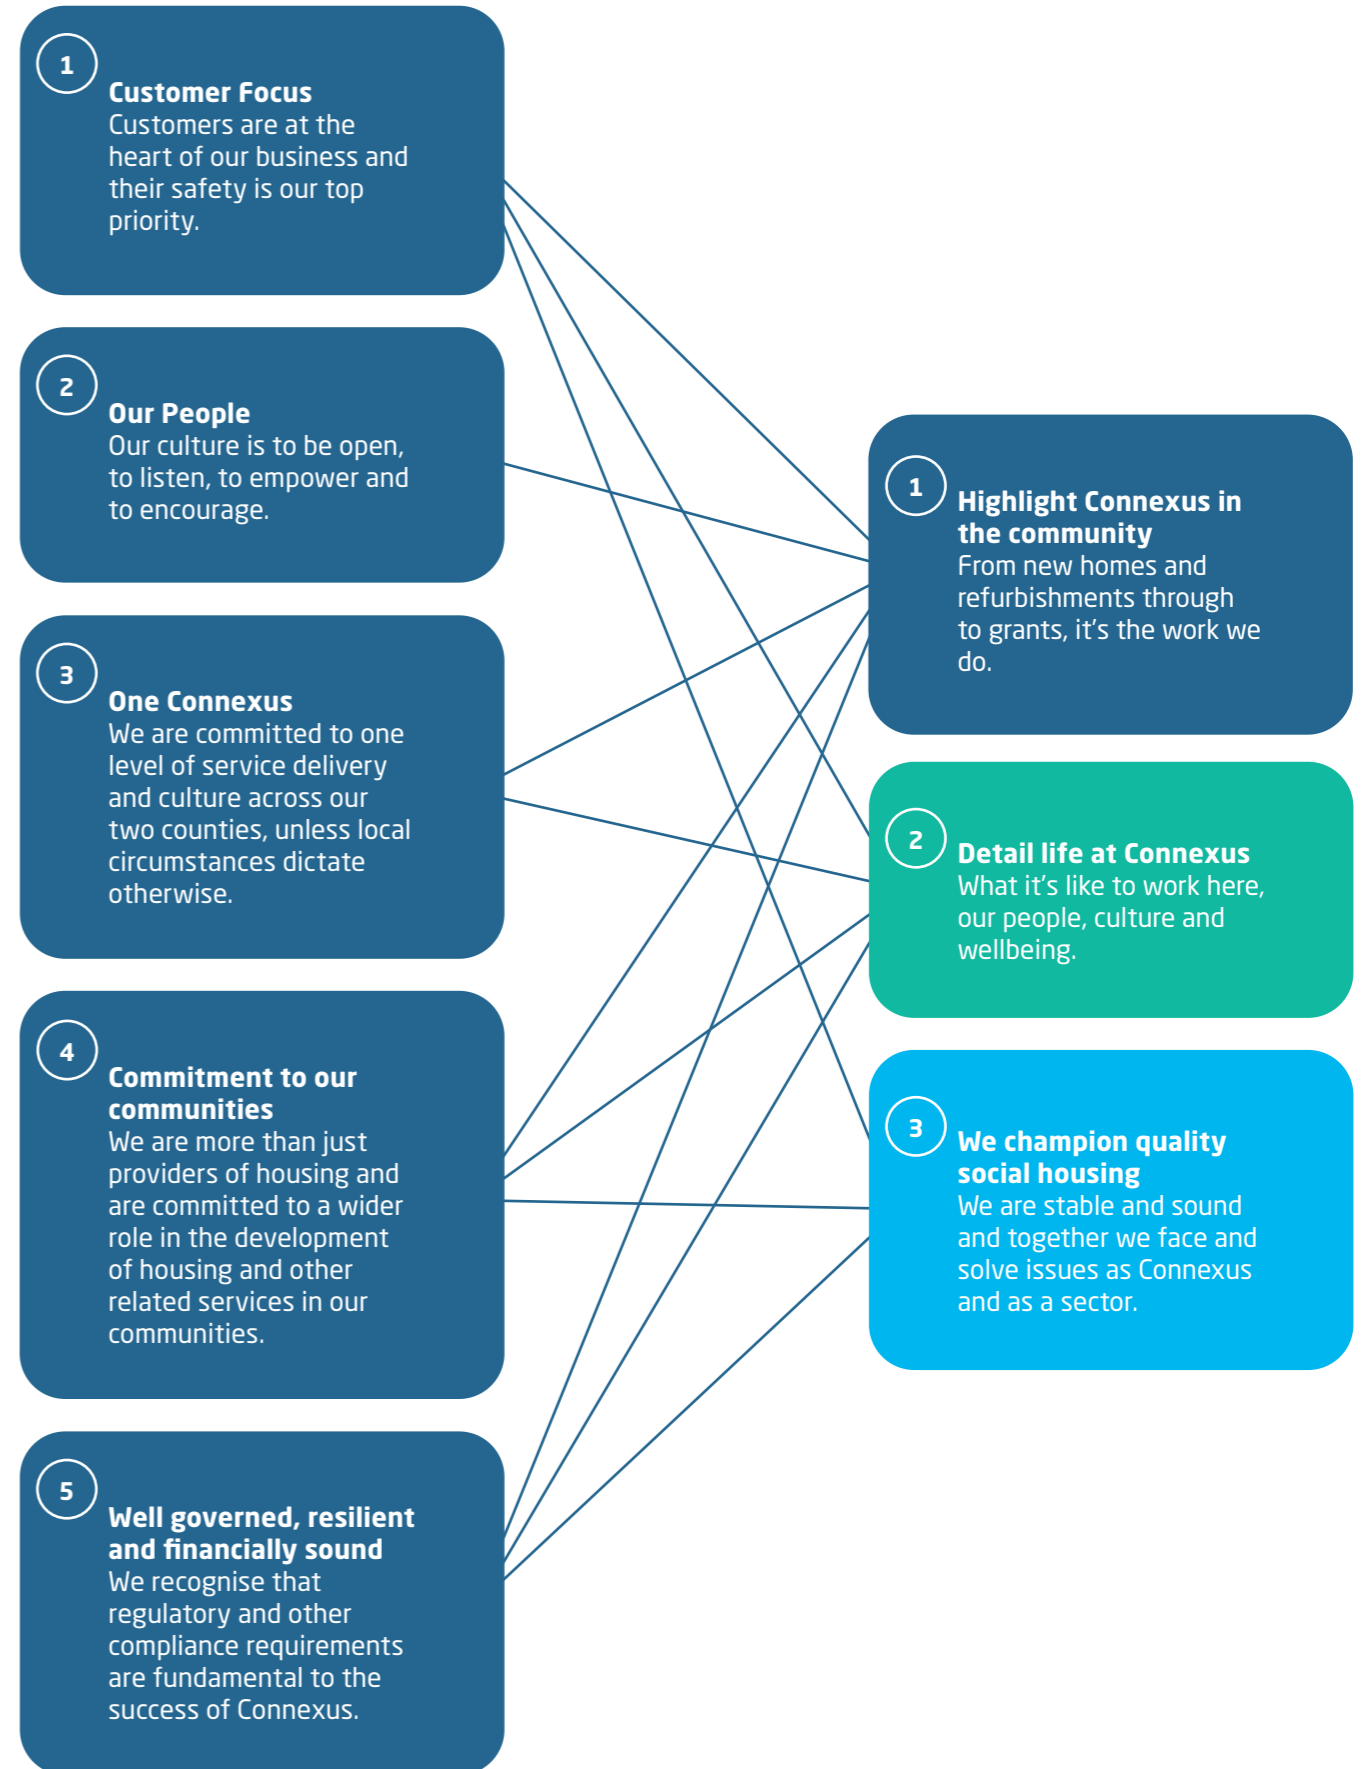 1
Customer Focus
Customers are at the
heart of our business and
their safety is our top
priority.
2
Our People
Our culture is to be open,
to listen, to empower and
to encourage.
3
One Connexus
We are committed to one
level of service delivery
and culture across our
two counties, unless local
circumstances dictate
otherwise.
4
Commitment to our
communities
We are more than just
providers of housing and
are committed to a wider
role in the development
of housing and other
related services in our
communities.
5
Well governed, resilient
and financially sound
We recognise that
regulatory and other
compliance requirements
are fundamental to the
success of Connexus.
1
Highlight Connexus in
the community
From new homes and
refurbishments through
to grants, it's the work we
do.
2
Detail life at Connexus
What it's like to work here,
our people, culture and
wellbeing.
3
We champion quality
social housing
We are stable and sound
and together we face and
solve issues as Connexus
and as a sector.